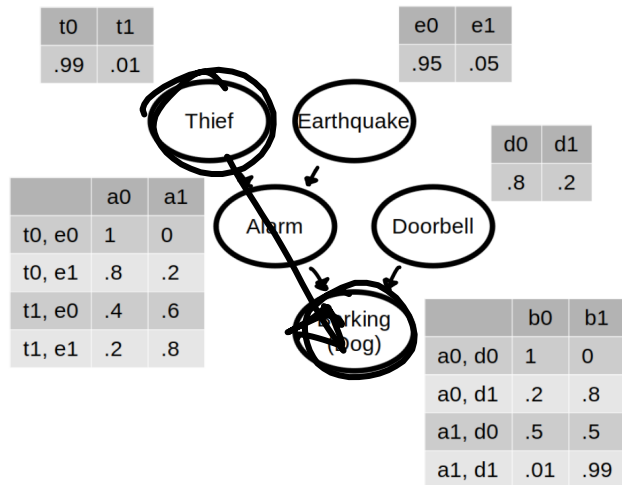 t0 t1
.99 .01
e0 e1
.95 .05
Thief
Earthquake
d0 d1
.8 .2
a0 a1
t0, e0 1 0
t0, e1 .8 .2
t1, e0 .4 .6
t1, e1 .2 .8
Alarm
Doorbell
Barking
(Dog)
b0 b1
a0, d0 1 0
a0, d1 .2 .8
a1, d0 .5 .5
a1, d1 .01 .99